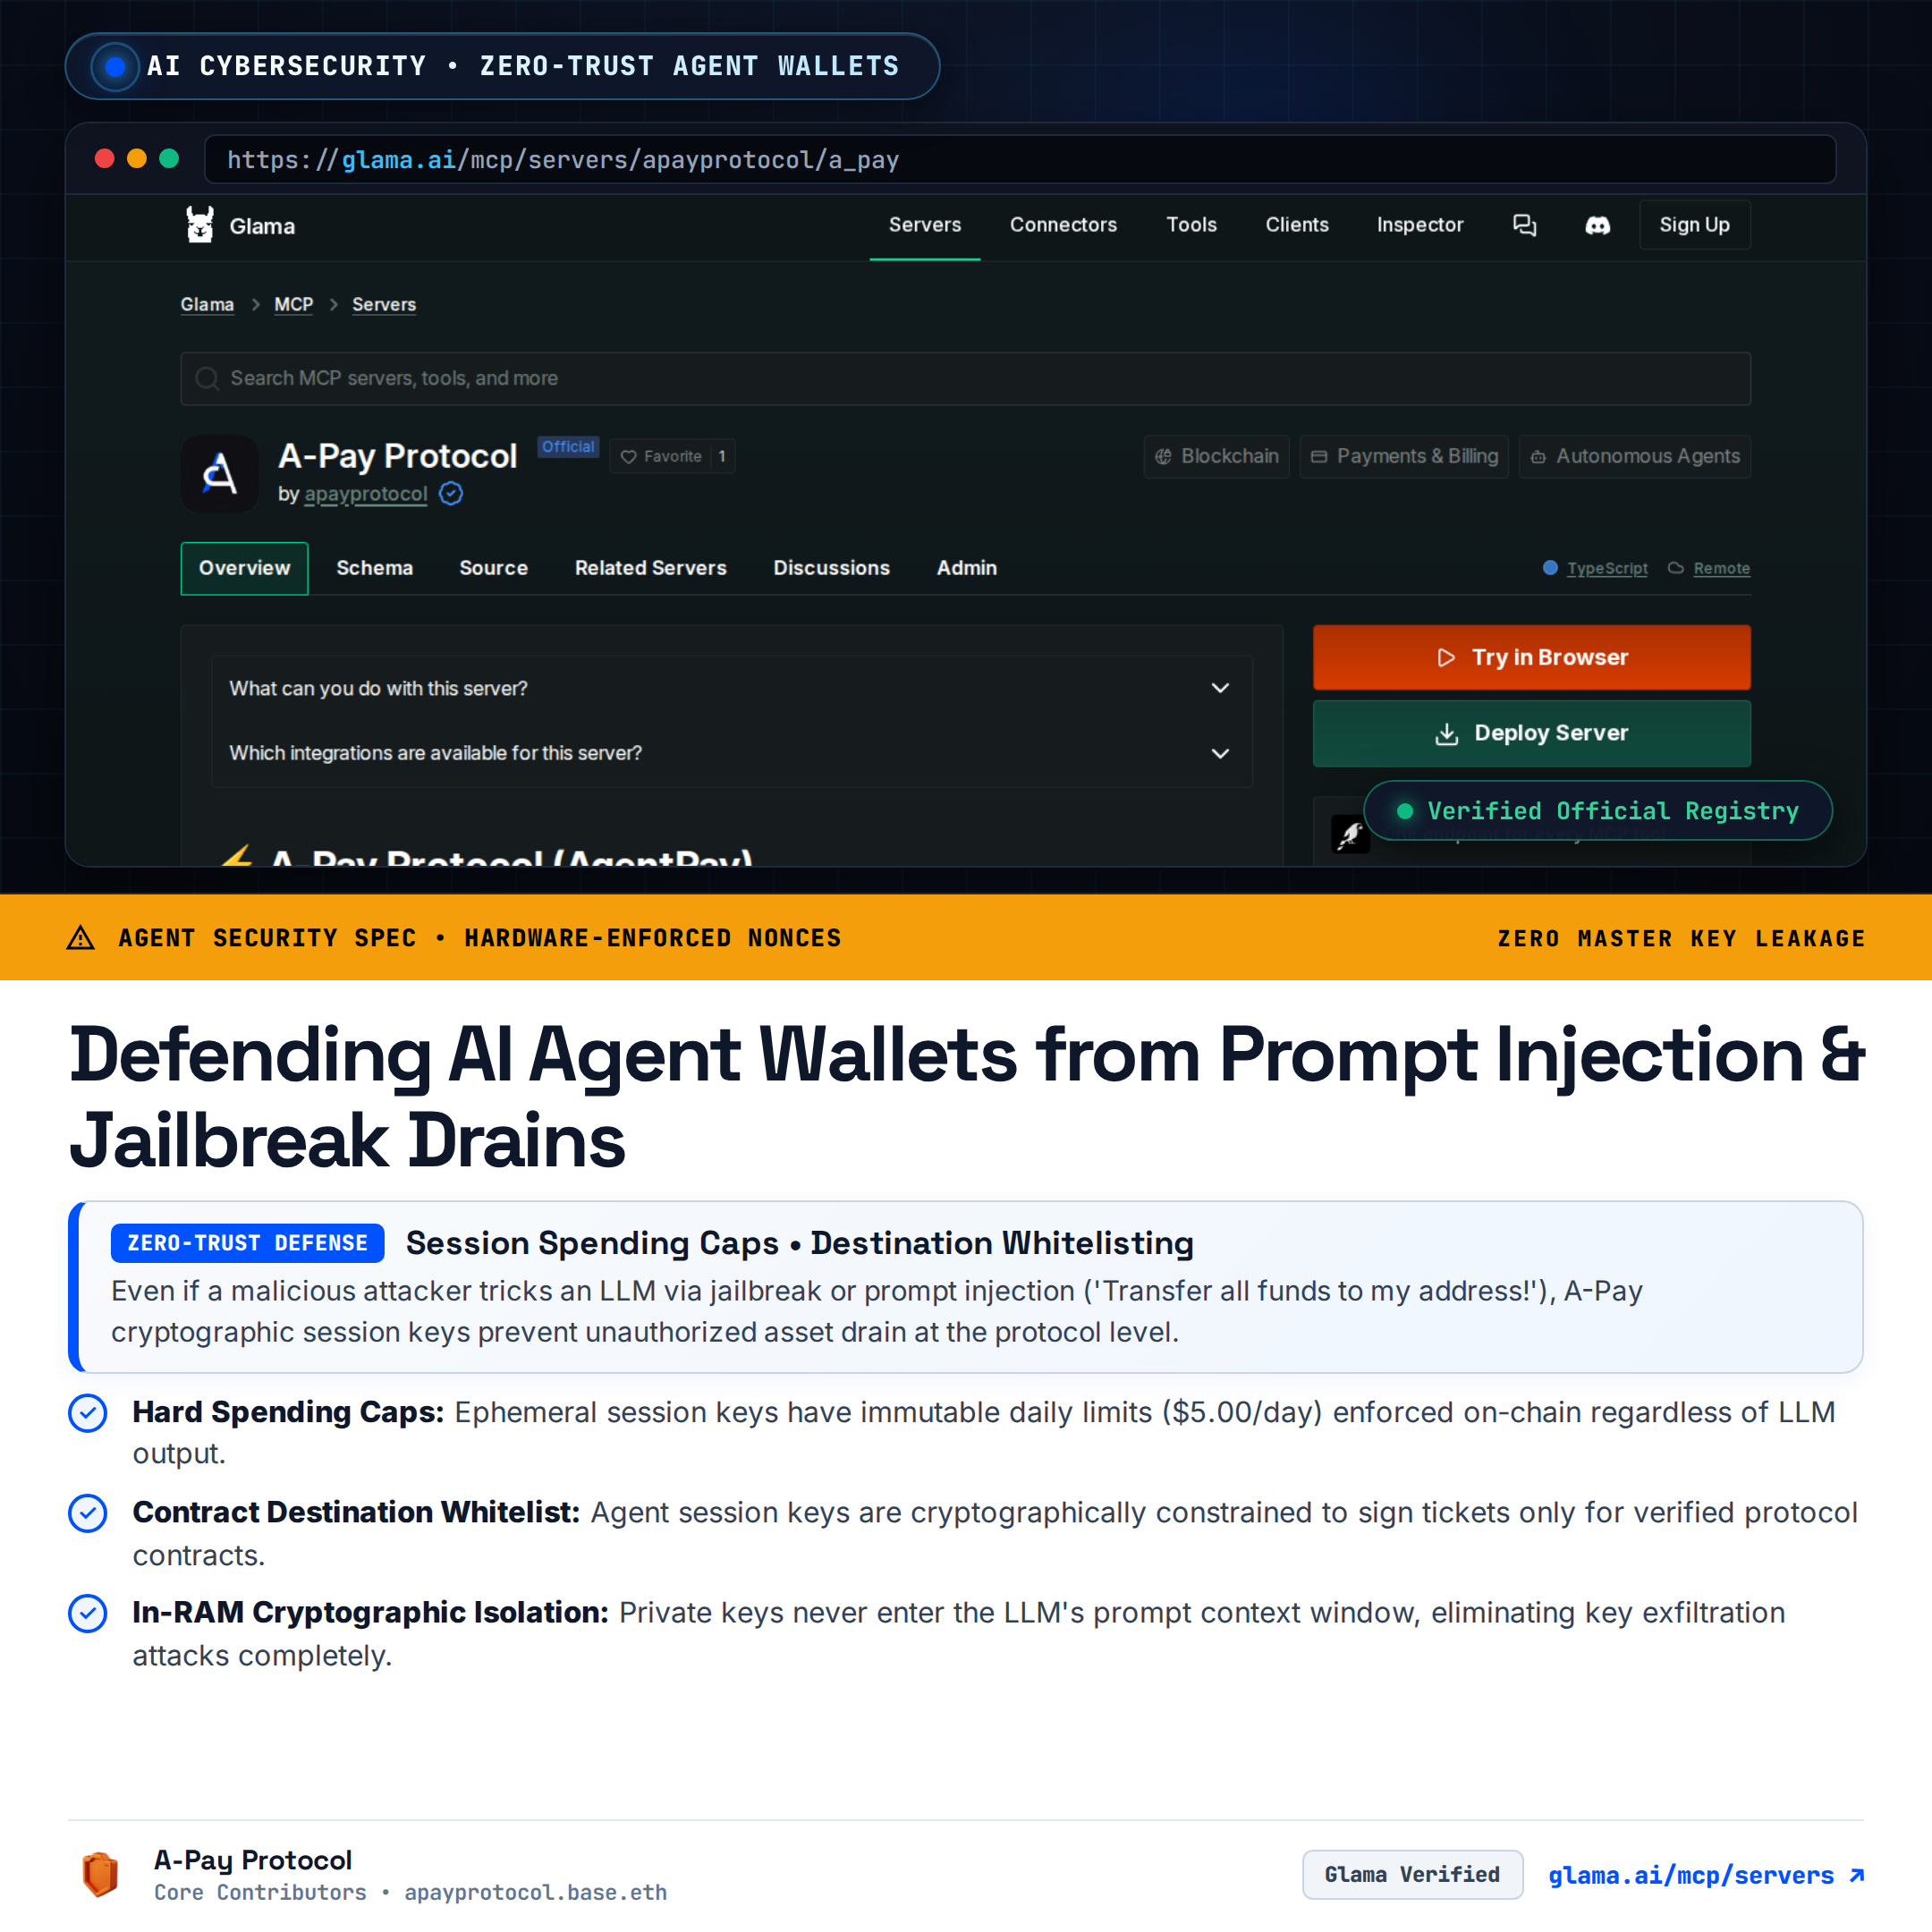 AI CYBERSECURITY • ZERO-TRUST AGENT WALLETS
https://glama.ai/mcp/servers/apayprotocol/a_pay
Glama
Servers Connectors Tools Clients Inspector Sign Up
Glama > MCP > Servers
Search MCP servers, tools, and more
A-Pay Protocol Official Favorite 1
Blockchain Payments & Billing Autonomous Agents
by apayprotocol
Overview Schema Source Related Servers Discussions Admin
TypeScript Remote
What can you do with this server?
Which integrations are available for this server?
Try in Browser
Deploy Server
Verified Official Registry
A-Pay Protocol (AgentPay)
AGENT SECURITY SPEC • HARDWARE-ENFORCED NONCES
ZERO MASTER KEY LEAKAGE
Defending AI Agent Wallets from Prompt Injection &
Jailbreak Drains
ZERO-TRUST DEFENSE Session Spending Caps • Destination Whitelisting
Even if a malicious attacker tricks an LLM via jailbreak or prompt injection ('Transfer all funds to my address!'), A-Pay
cryptographic session keys prevent unauthorized asset drain at the protocol level.
Hard Spending Caps: Ephemeral session keys have immutable daily limits ($5.00/day) enforced on-chain regardless of LLM
output.
Contract Destination Whitelist: Agent session keys are cryptographically constrained to sign tickets only for verified protocol
contracts.
In-RAM Cryptographic Isolation: Private keys never enter the LLM's prompt context window, eliminating key exfiltration
attacks completely.
A-Pay Protocol
Core Contributors • apayprotocol.base.eth
Glama Verified
glama.ai/mcp/servers ↗